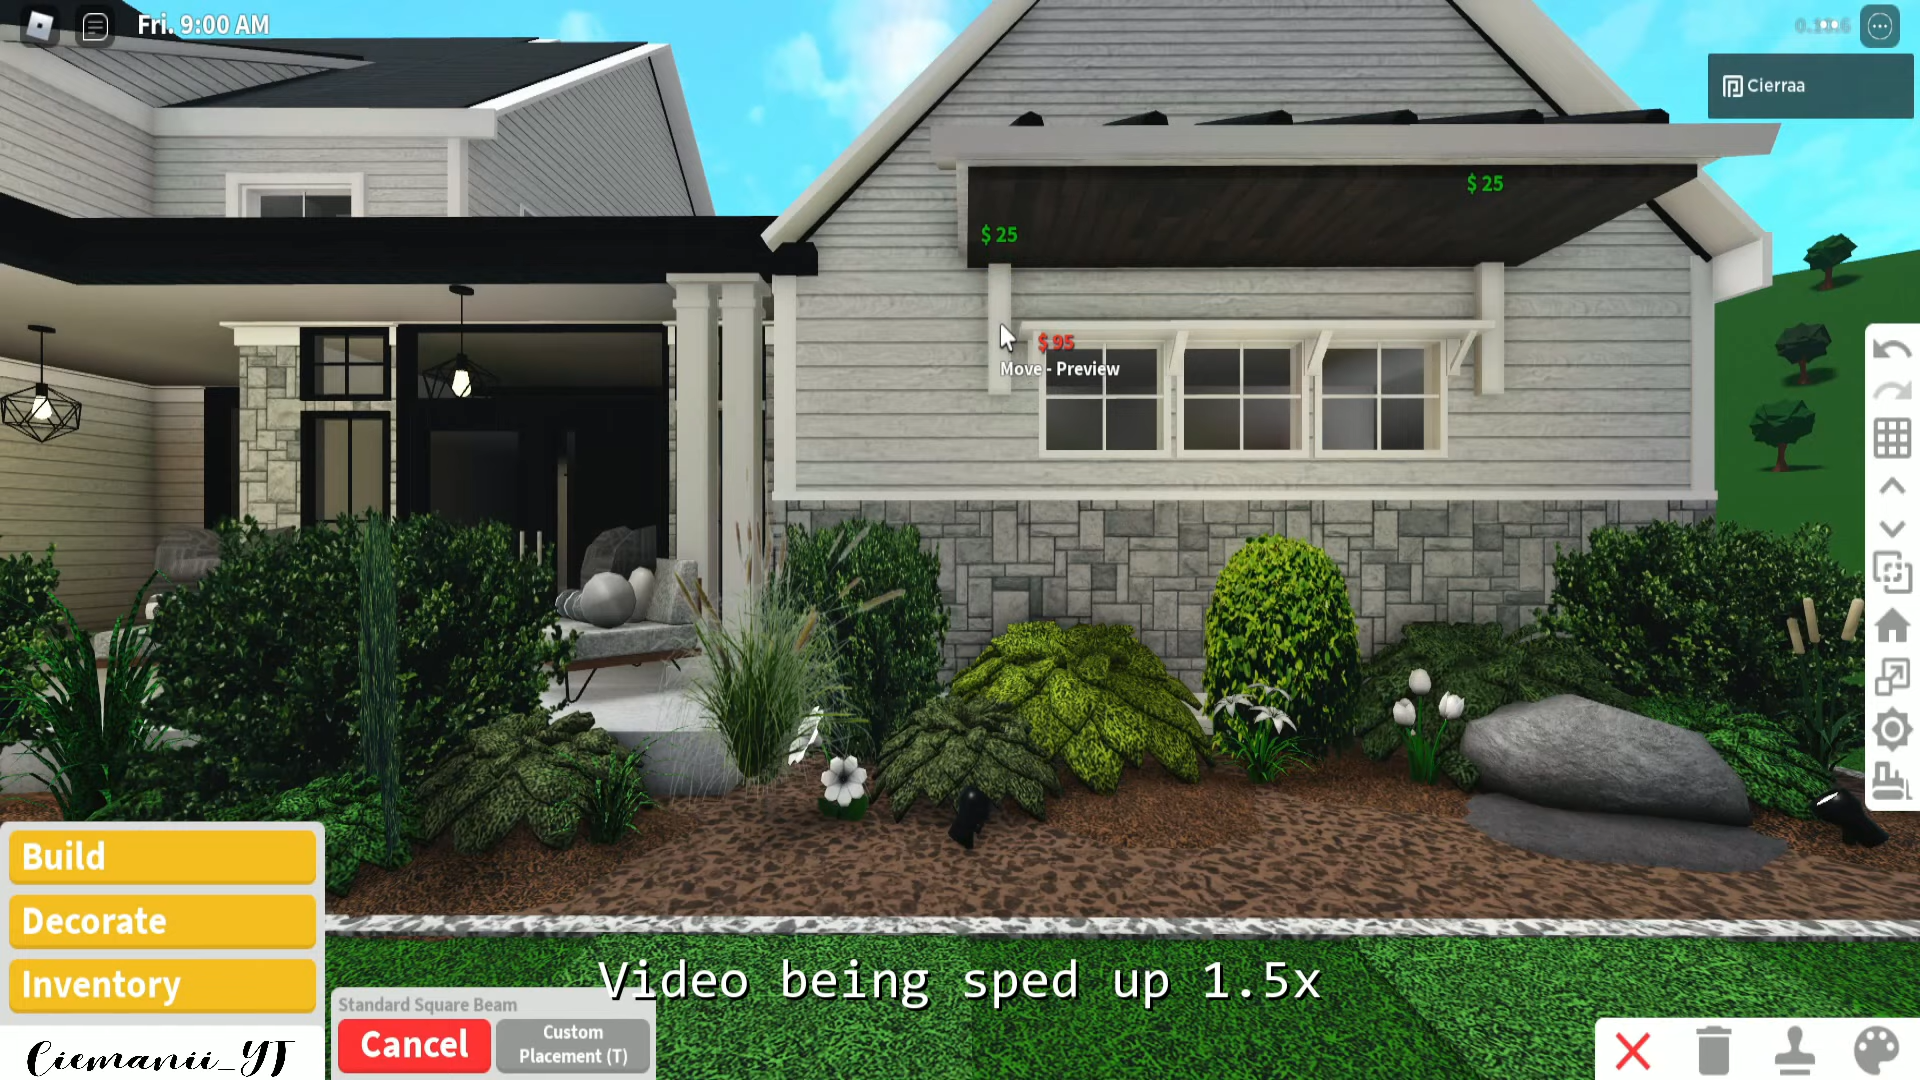 Fri. 9:00 AM
Cierraa
$ 25
$ 25
$ 95
Move - Preview
Build
Decorate
Inventory
Video being sped up 1.5x
Standard Square Beam
Cancel
Custom
Placement (T)
Ciemanii_YT